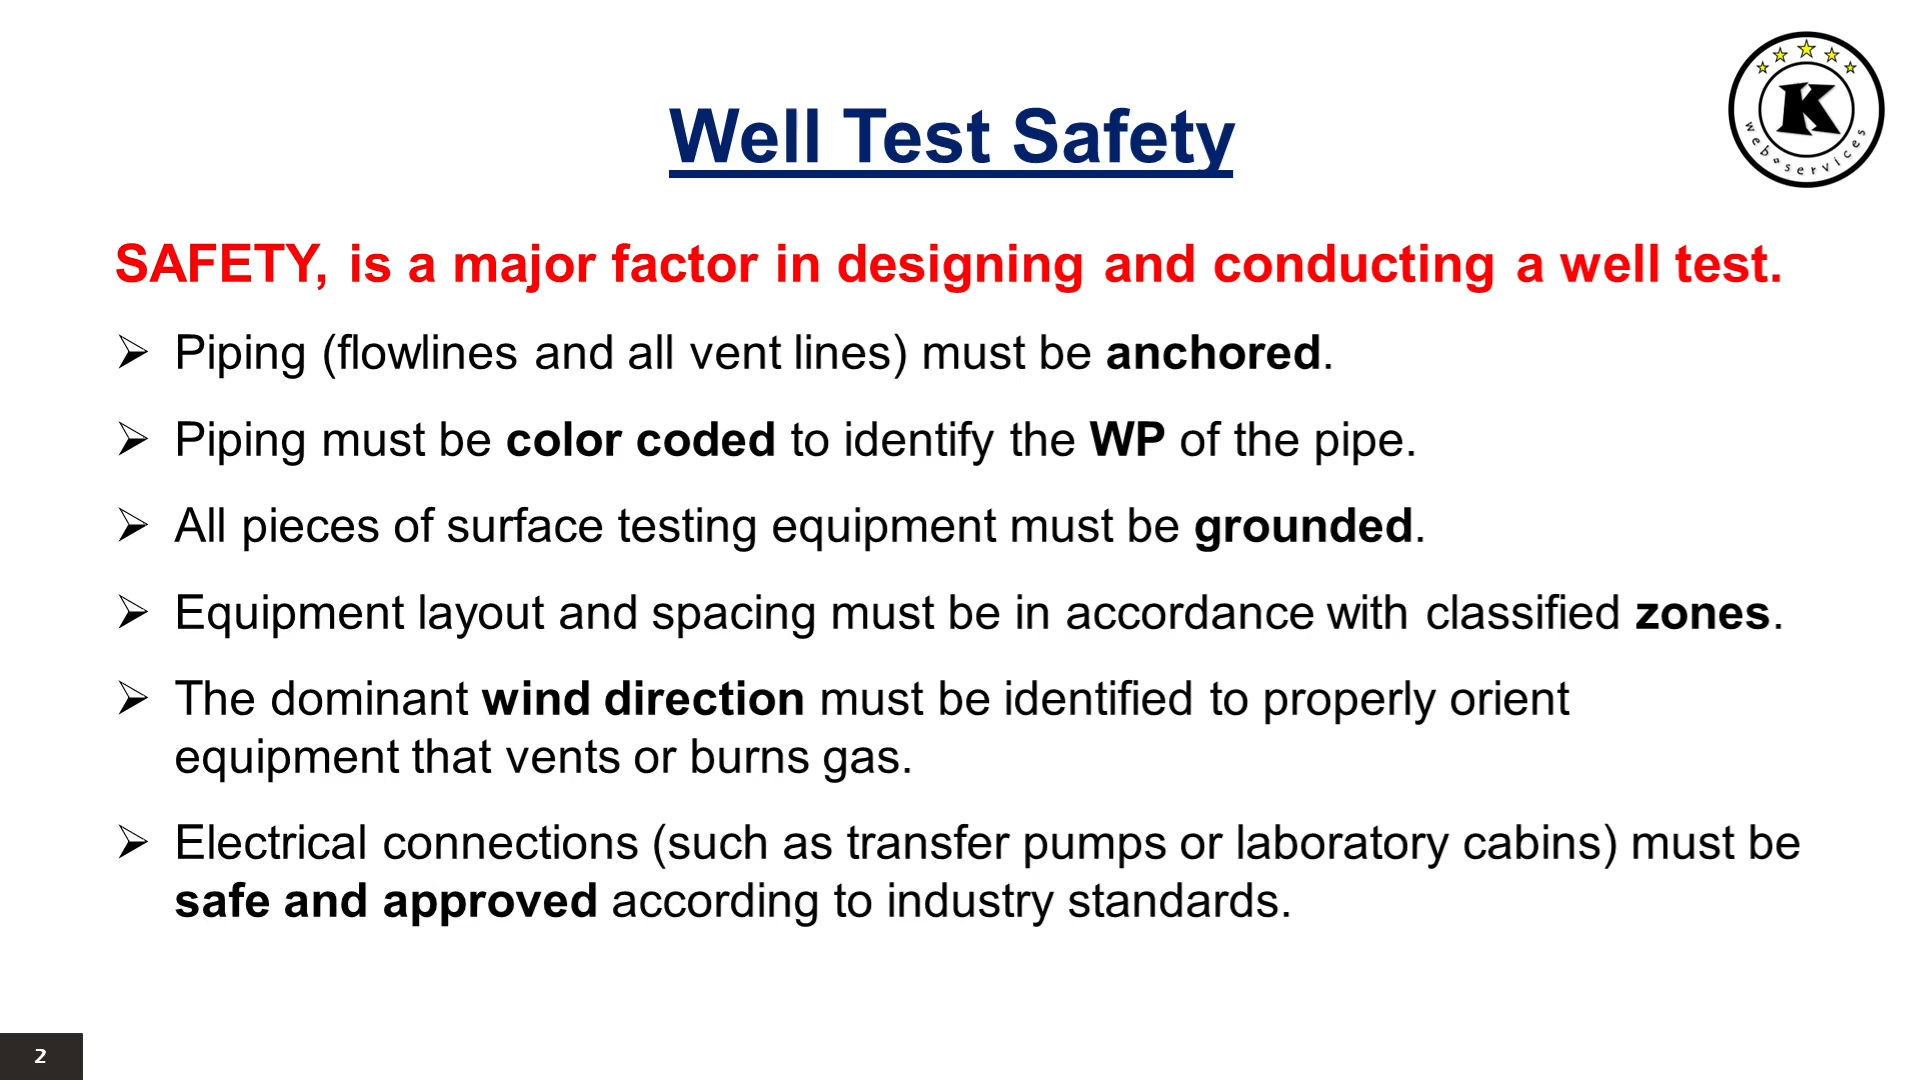 Well Test Safety
K
web•services
SAFETY, is a major factor in designing and conducting a well test.
➢ Piping (flowlines and all vent lines) must be anchored.
➢ Piping must be color coded to identify the WP of the pipe.
➢ All pieces of surface testing equipment must be grounded.
➢ Equipment layout and spacing must be in accordance with classified zones.
➢ The dominant wind direction must be identified to properly orient
equipment that vents or burns gas.
➢ Electrical connections (such as transfer pumps or laboratory cabins) must be
safe and approved according to industry standards.
2